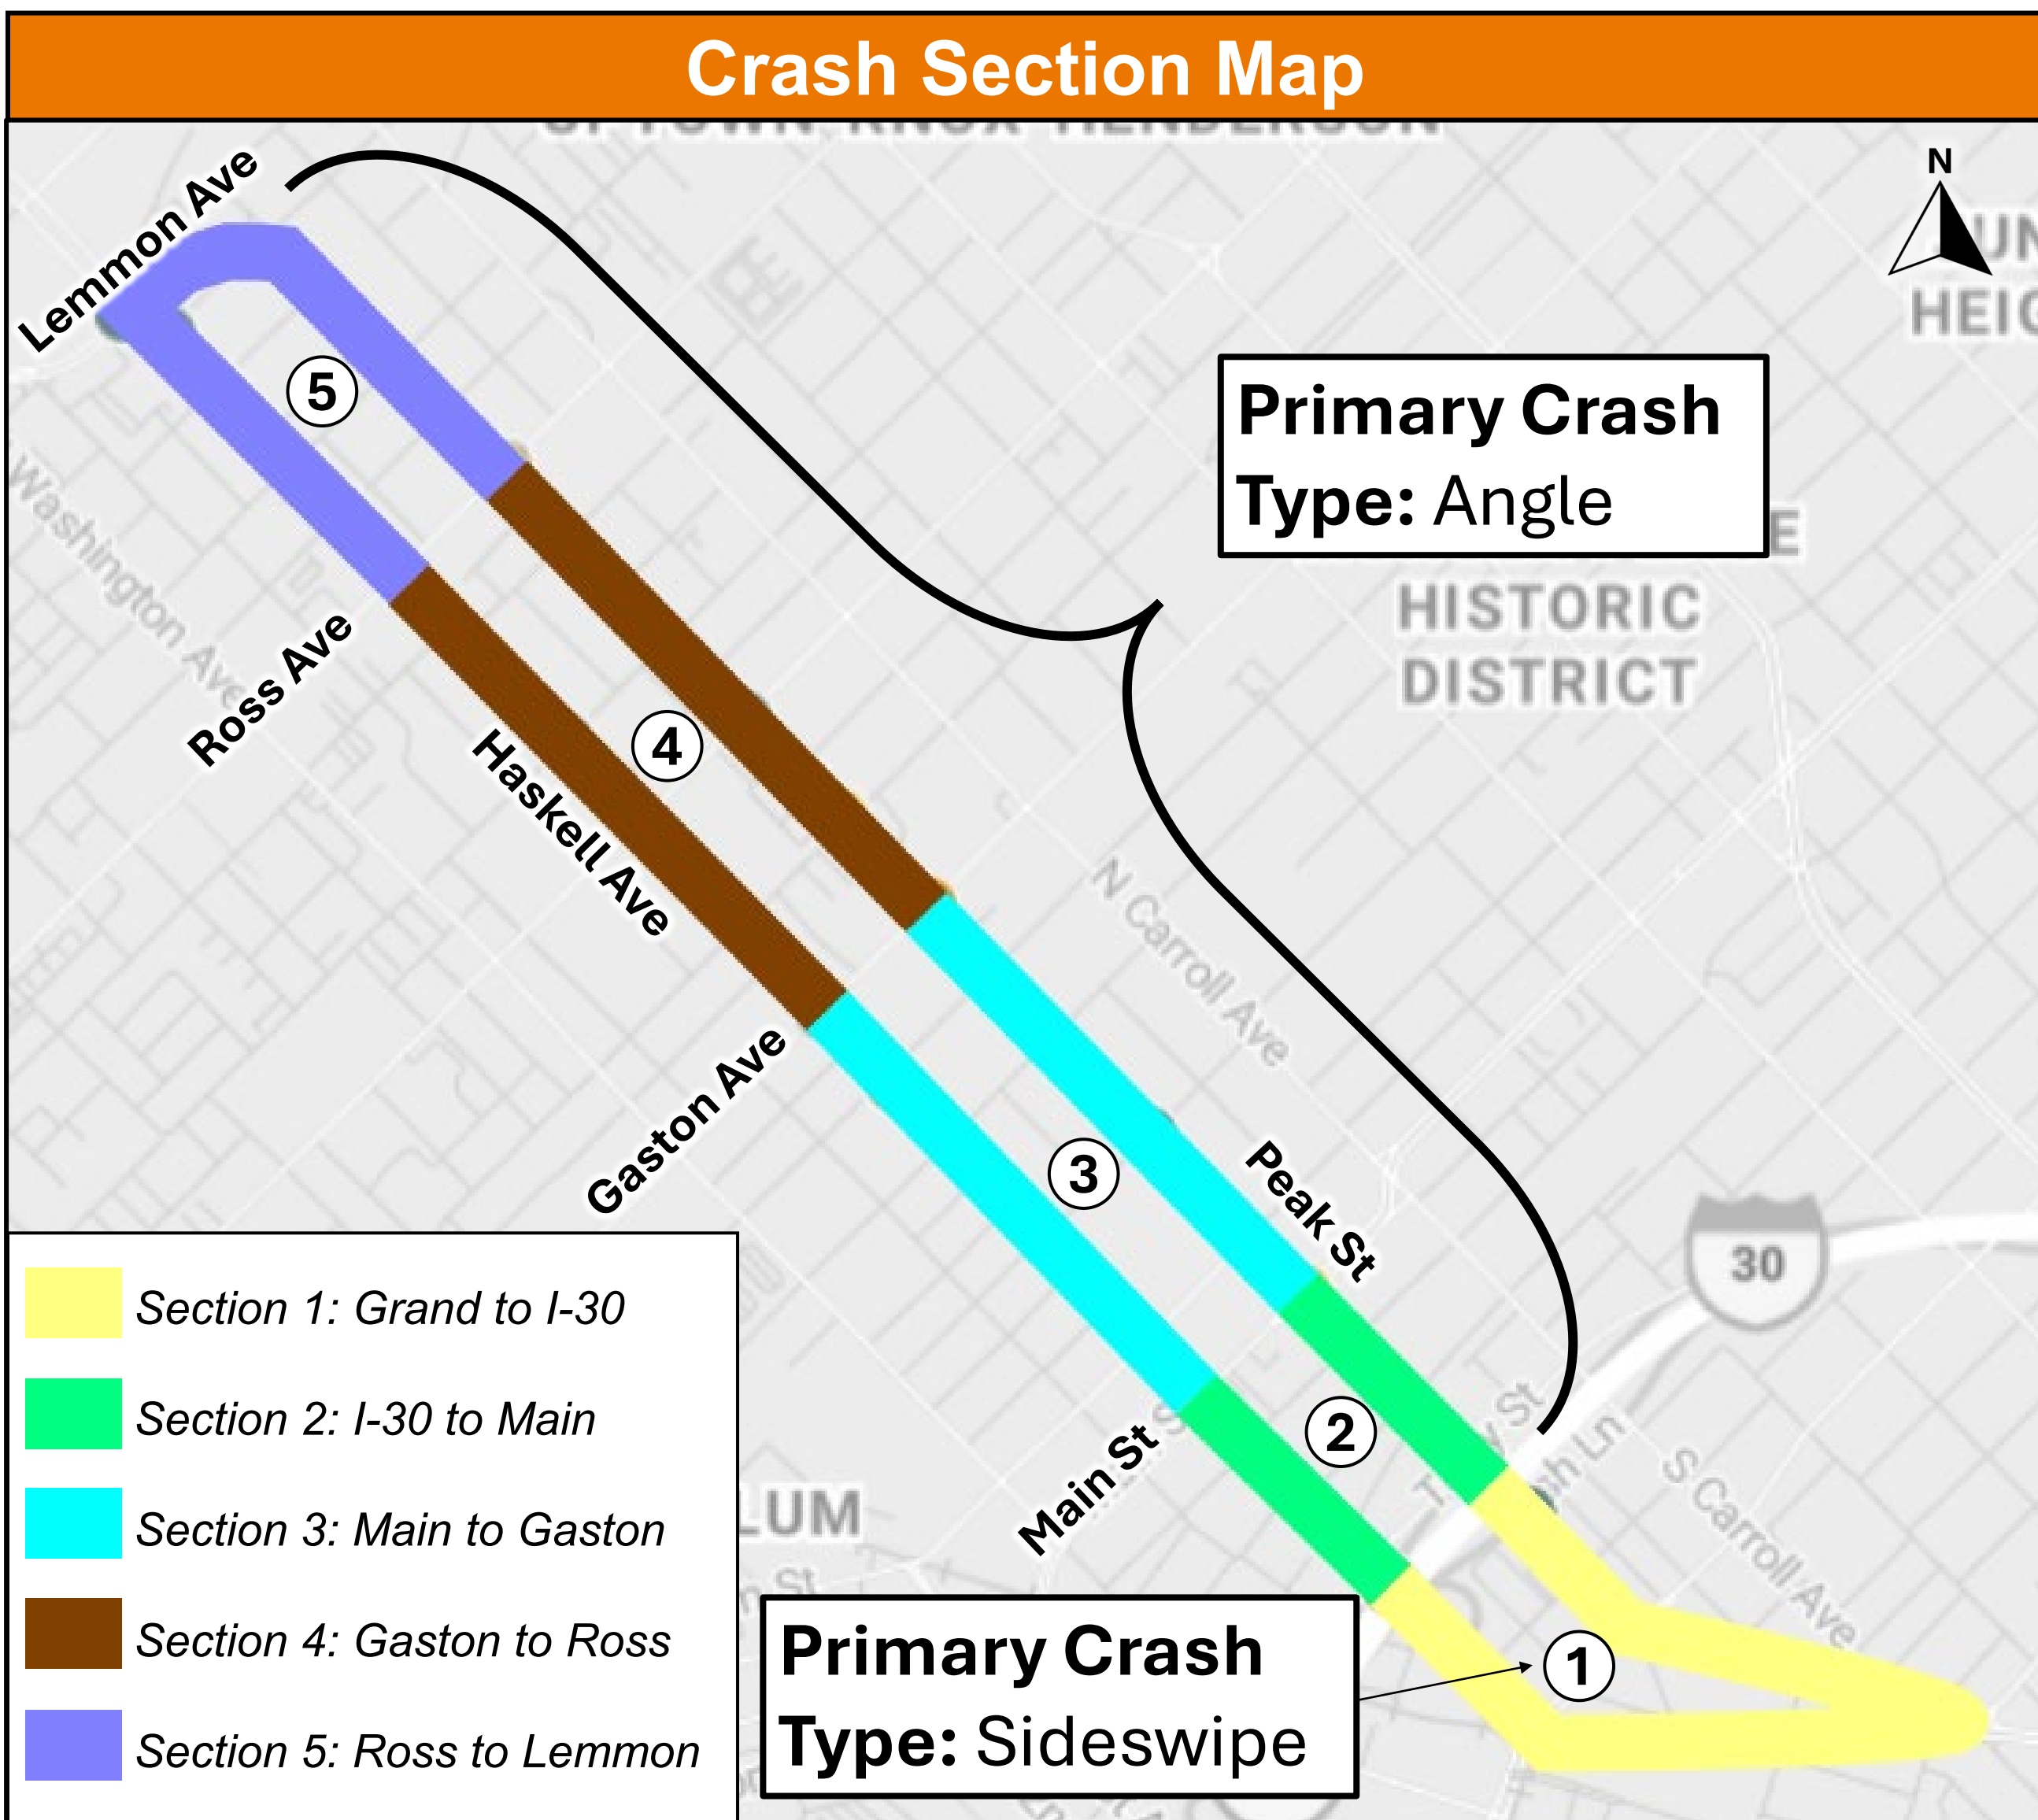 Crash Section Map
N
Lemmon Ave
HISTORIC
DISTRICT
Primary Crash
Type: Angle
5
Washington Ave
Ross Ave
4
Haskell Ave
N Carroll Ave
Gaston Ave
3
Peak St
30
2
Main St
S Carroll Ave
1
Primary Crash
Type: Sideswipe
Section 1: Grand to I-30
Section 2: I-30 to Main
Section 3: Main to Gaston
Section 4: Gaston to Ross
Section 5: Ross to Lemmon